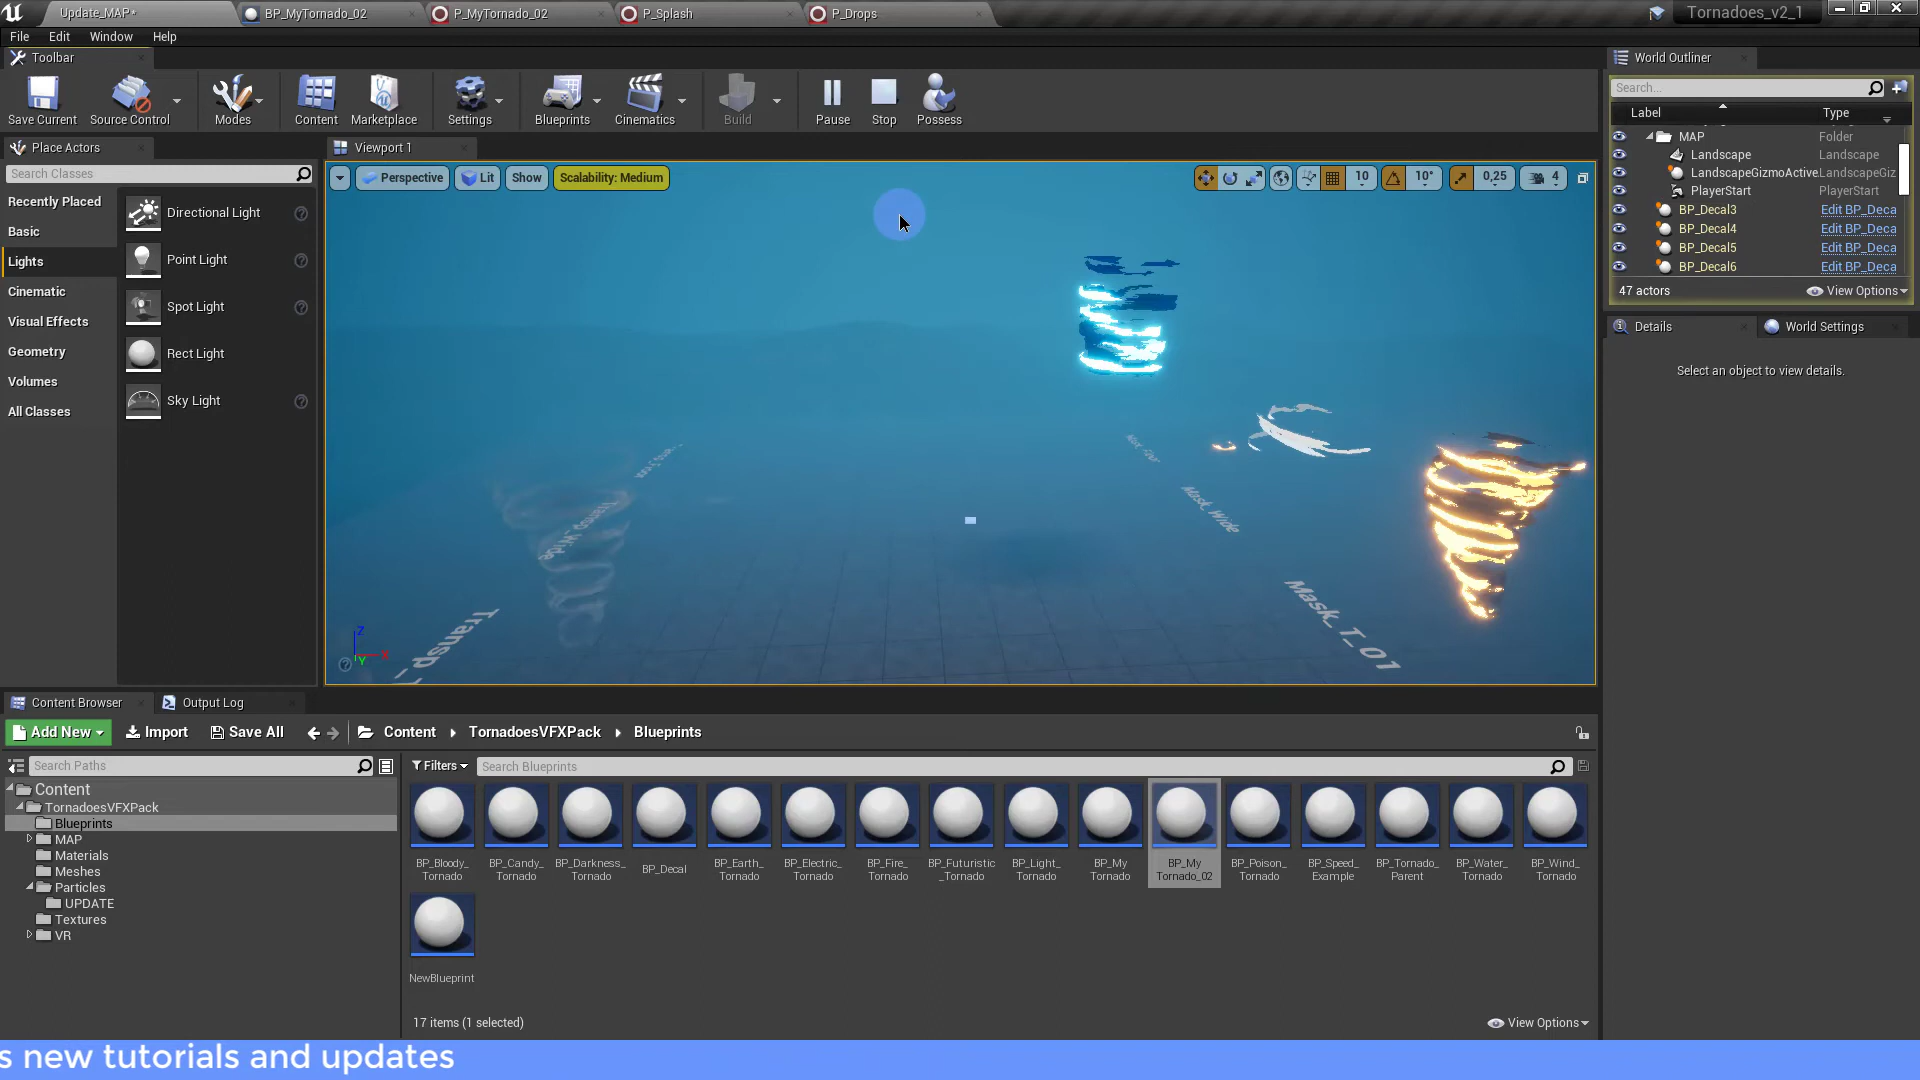 Update_MAP*
BP_MyTornado_02
P_MyTornado_02
P_Splash
P_Drops
Tornadoes_v2_1
File
Edit
Window
Help
Toolbar
Save Current
Source Control
Modes
Content
Marketplace
Settings
Blueprints
Cinematics
Build
Pause
Stop
Possess
Place Actors
Search Classes
Recently Placed
Basic
Lights
Cinematic
Visual Effects
Geometry
Volumes
All Classes
Directional Light
Point Light
Spot Light
Rect Light
Sky Light
Viewport 1
Perspective
Lit
Show
Scalability: Medium
10
10°
0,25
4
Mask_Wide
Mask_T_01
Transp_Wide
Transp_
Z
X
Y
World Outliner
Search...
Label
Type
MAP
Folder
Landscape
Landscape
LandscapeGizmoActive
LandscapeGiz
PlayerStart
PlayerStart
BP_Decal3
Edit BP_Deca
BP_Decal4
Edit BP_Deca
BP_Decal5
Edit BP_Deca
BP_Decal6
Edit BP_Deca
47 actors
View Options
Details
World Settings
Select an object to view details.
Content Browser
Output Log
Add New
Import
Save All
Content
TornadoesVFXPack
Blueprints
Search Paths
Filters
Search Blueprints
Content
TornadoesVFXPack
Blueprints
MAP
Materials
Meshes
Particles
UPDATE
Textures
VR
BP_Bloody_
Tornado
BP_Candy_
Tornado
BP_Darkness_
Tornado
BP_Decal
BP_Earth_
Tornado
BP_Electric_
Tornado
BP_Fire_
Tornado
BP_Futuristic
_Tornado
BP_Light_
Tornado
BP_My
Tornado
BP_My
Tornado_02
BP_Poison_
Tornado
BP_Speed_
Example
BP_Tornado_
Parent
BP_Water_
Tornado
BP_Wind_
Tornado
NewBlueprint
17 items (1 selected)
View Options
s new tutorials and updates